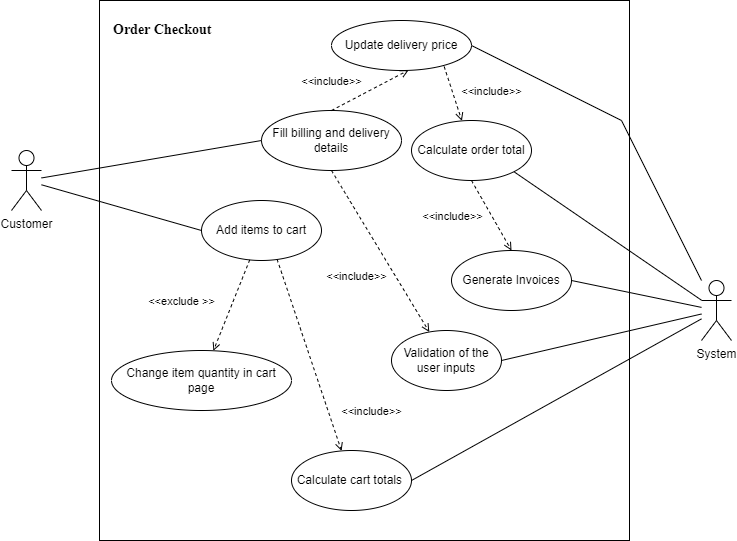 Order Checkout
Update delivery price
<<include>>
<<include>>
Fill billing and delivery
details
Calculate order total
Customer
Add items to cart
<<include>>
<<include>>
Generate Invoices
<<exclude >>
System
Validation of the
user inputs
Change item quantity in cart
page
<<include>>
Calculate cart totals